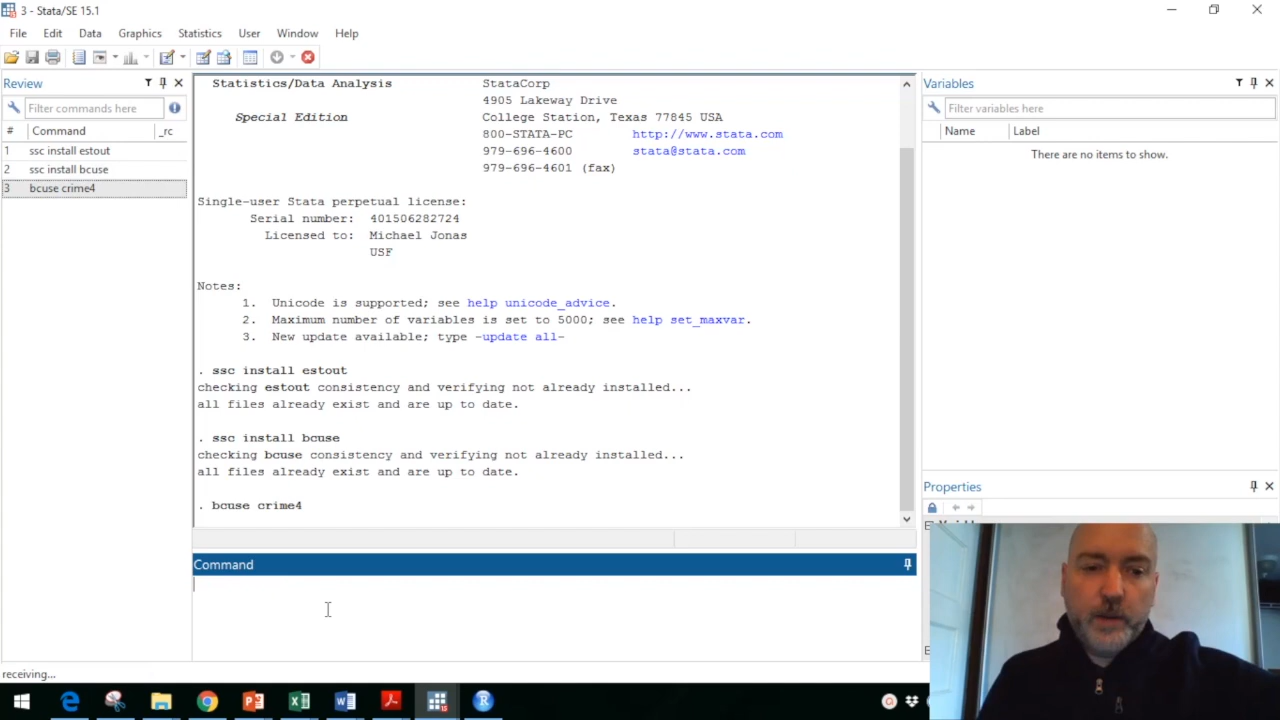 3 - Stata/SE 15.1
File Edit Data Graphics Statistics User Window Help
Review
Filter commands here
# Command _rc
1 ssc install estout
2 ssc install bcuse
3 bcuse crime4
Statistics/Data Analysis StataCorp
4905 Lakeway Drive
Special Edition College Station, Texas 77845 USA
800-STATA-PC http://www.stata.com
979-696-4600 stata@stata.com
979-696-4601 (fax)
Single-user Stata perpetual license:
Serial number: 401506282724
Licensed to: Michael Jonas
USF
Notes:
1. Unicode is supported; see help unicode_advice.
2. Maximum number of variables is set to 5000; see help set_maxvar.
3. New update available; type -update all-
. ssc install estout
checking estout consistency and verifying not already installed...
all files already exist and are up to date.
. ssc install bcuse
checking bcuse consistency and verifying not already installed...
all files already exist and are up to date.
. bcuse crime4
Command
Variables
Filter variables here
Name Label
There are no items to show.
Properties
receiving...